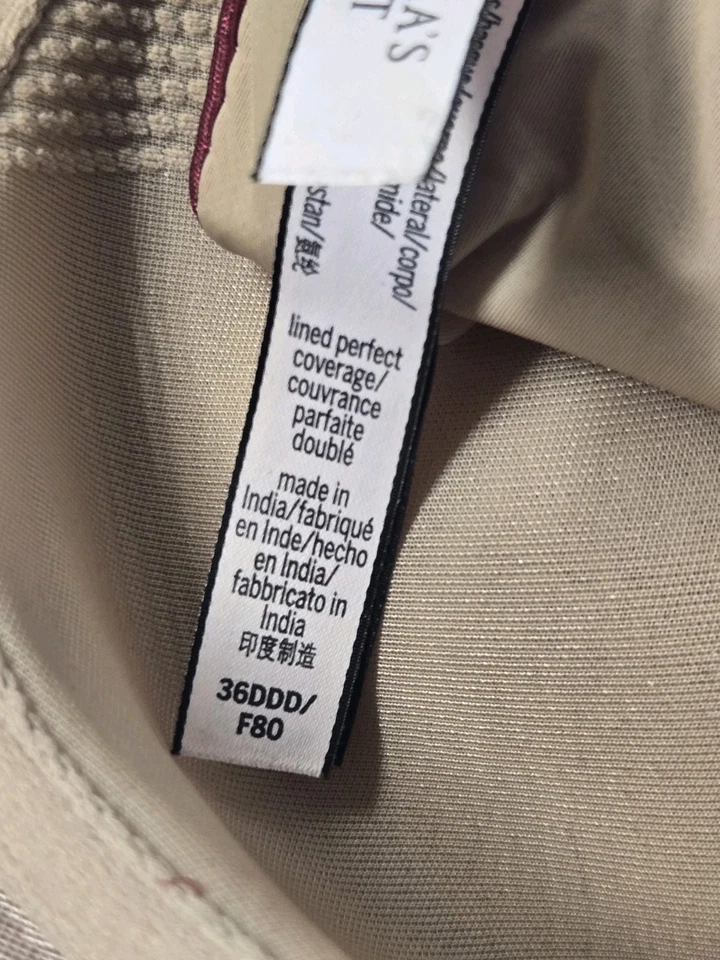 A'S
T
lateral/corpo/
stan/氨纶
lined perfect
coverage/
couvrance
parfaite
doublé
made in
India/fabriqué
en Inde/hecho
en India/
fabbricato in
India
印度制造
36DDD/
F80